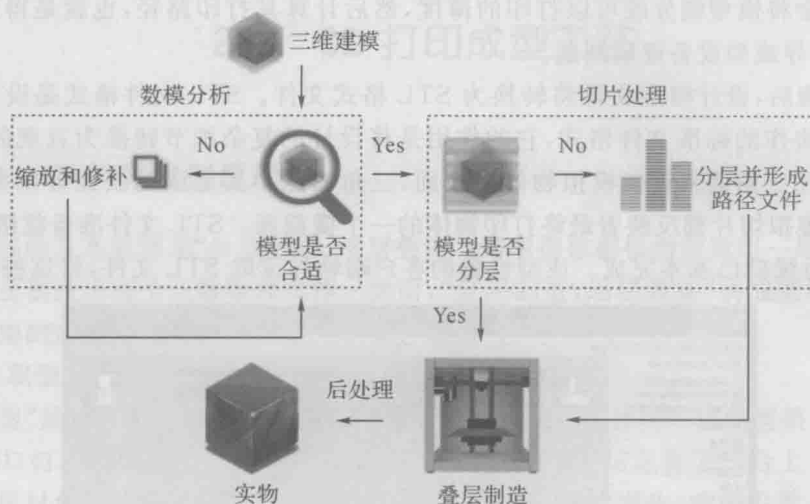 三维建模
数模分析
切片处理
No
Yes
No
缩放和修补
分层并形成
路径文件
模型是否
合适
模型是否
分层
Yes
后处理
实物
叠层制造